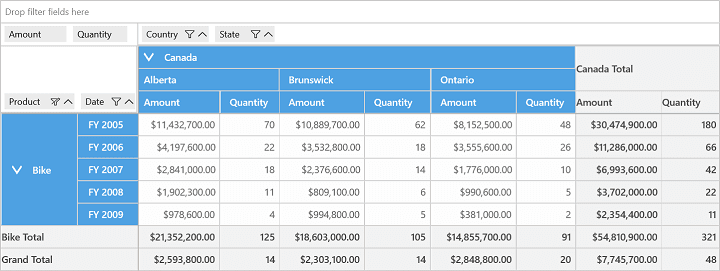 Drop filter fields here
Amount Quantity Country State
Canada Canada Total
Alberta Brunswick Ontario
Product Date Amount Quantity Amount Quantity Amount Quantity Amount Quantity
FY 2005 $11,432,700.00 70 $10,889,700.00 62 $8,152,500.00 48 $30,474,900.00 180
FY 2006 $4,197,600.00 22 $3,532,800.00 18 $3,555,600.00 26 $11,286,000.00 66
Bike FY 2007 $2,841,000.00 18 $2,376,600.00 14 $1,776,000.00 10 $6,993,600.00 42
FY 2008 $1,902,300.00 11 $809,100.00 6 $990,600.00 5 $3,702,000.00 22
FY 2009 $978,600.00 4 $994,800.00 5 $381,000.00 2 $2,354,400.00 11
Bike Total $21,352,200.00 125 $18,603,000.00 105 $14,855,700.00 91 $54,810,900.00 321
Grand Total $2,593,800.00 14 $2,303,100.00 14 $2,848,800.00 20 $7,745,700.00 48